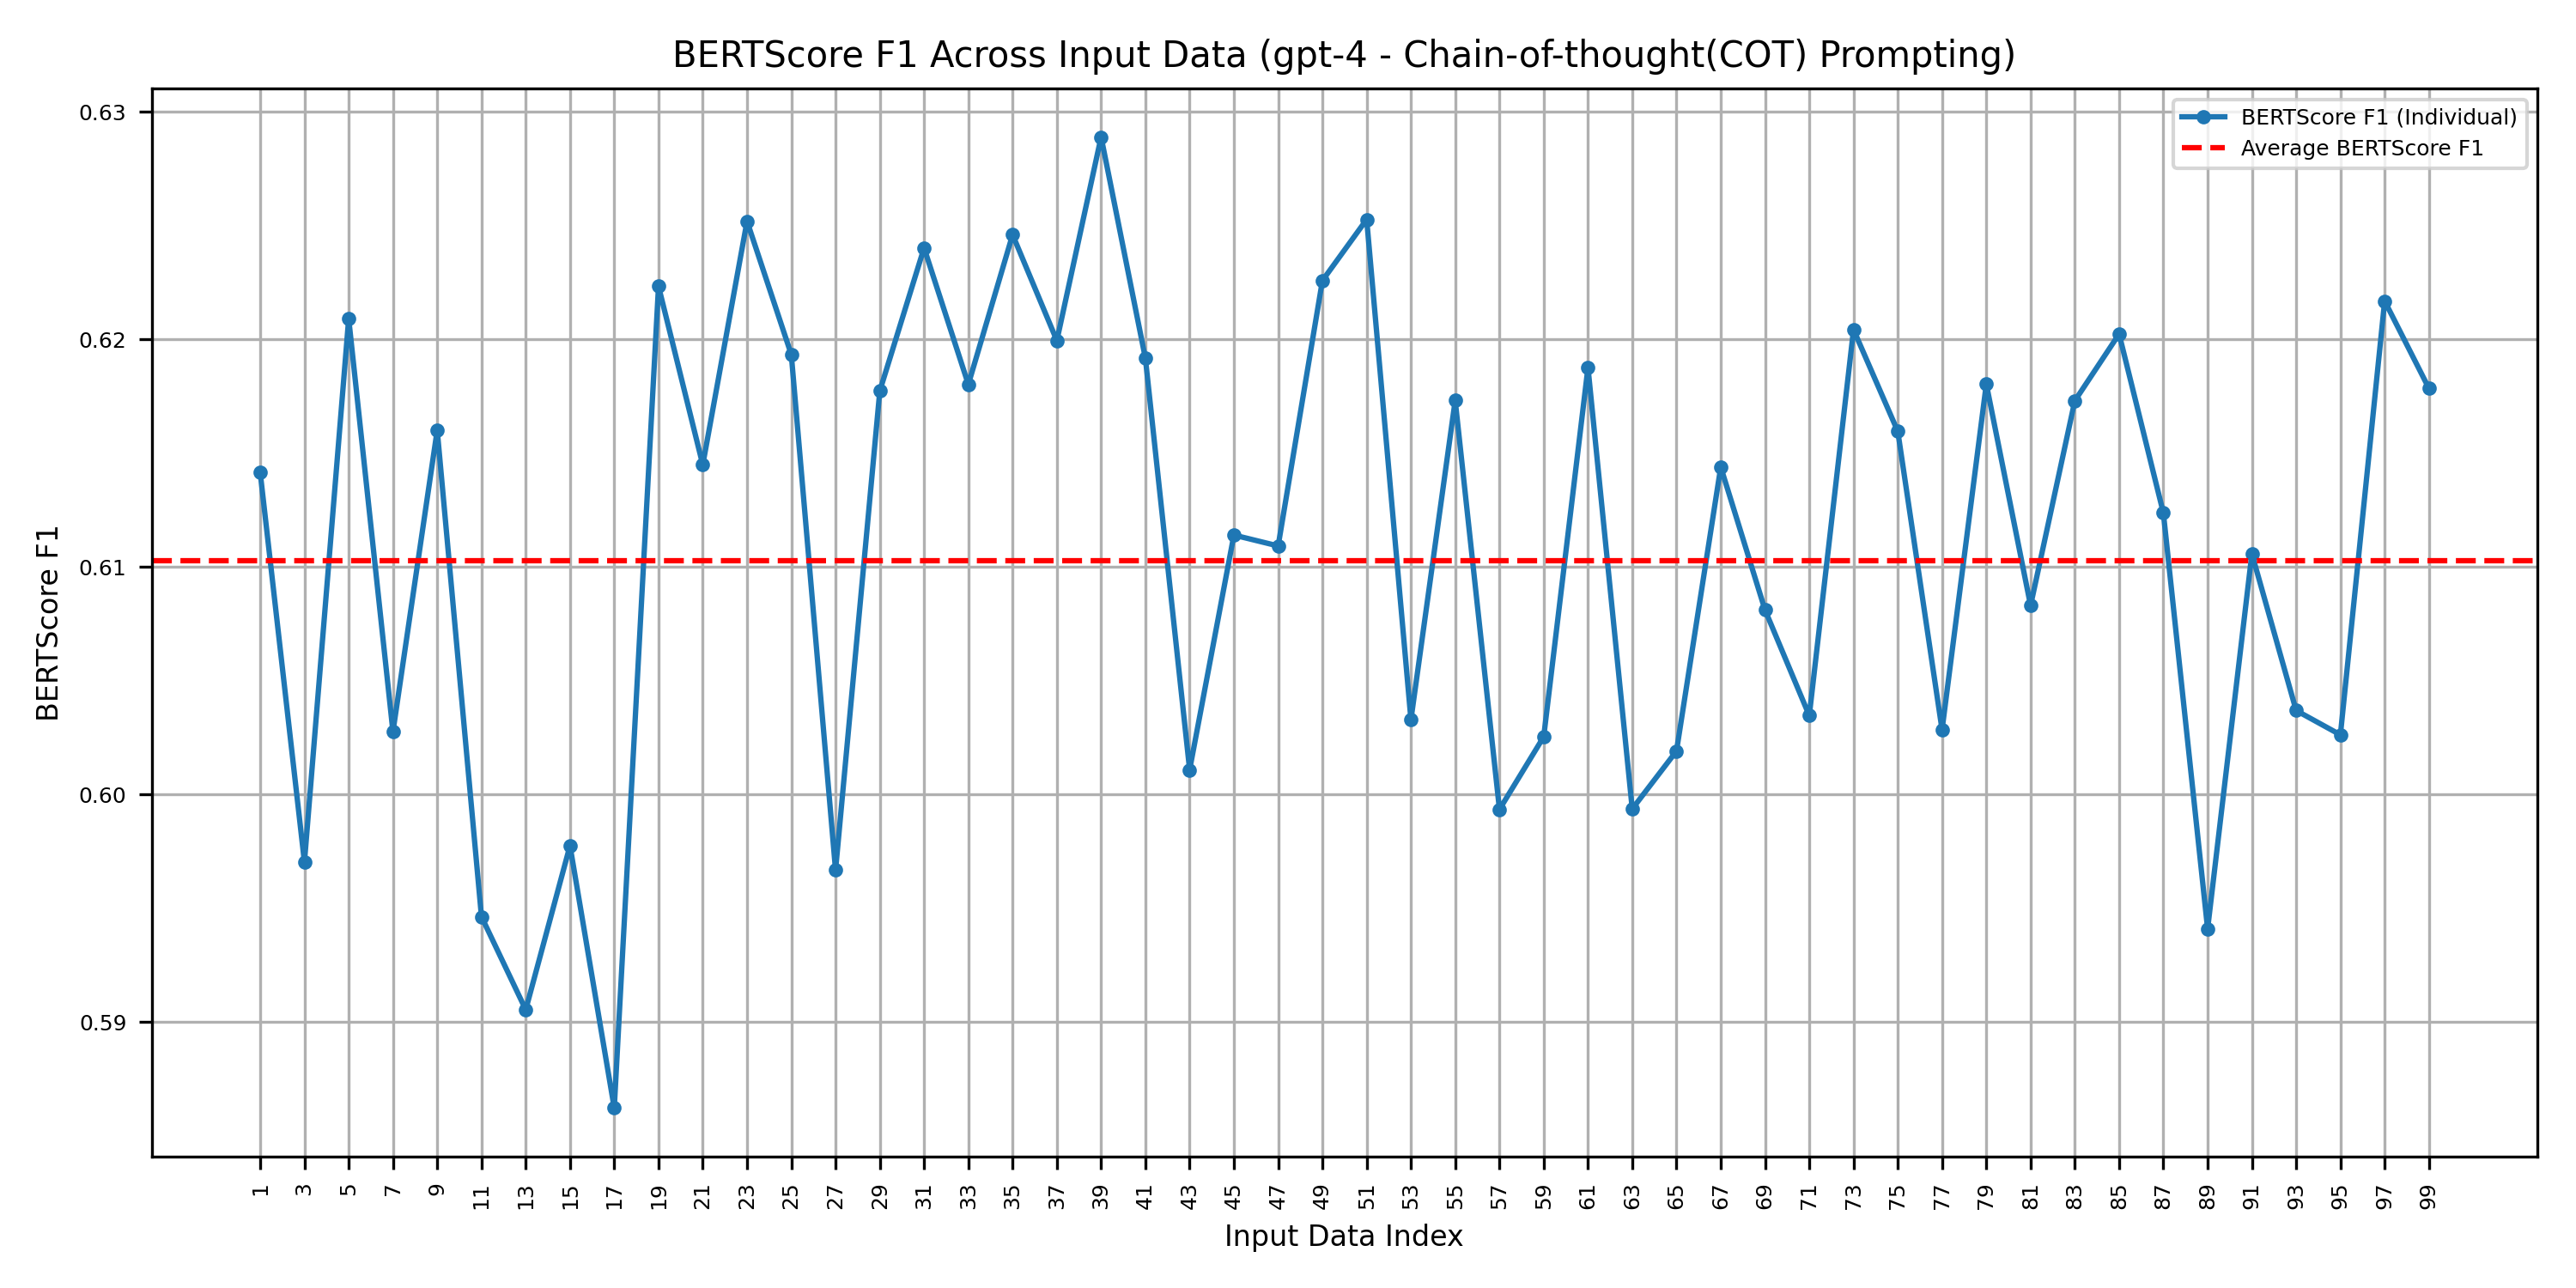 BERTScore F1 Across Input Data (gpt-4 - Chain-of-thought(COT) Prompting)
BERTScore F1 (Individual)
Average BERTScore F1
BERTScore F1
0.63
0.62
0.61
0.60
0.59
1 3 5 7 9 11 13 15 17 19 21 23 25 27 29 31 33 35 37 39 41 43 45 47 49 51 53 55 57 59 61 63 65 67 69 71 73 75 77 79 81 83 85 87 89 91 93 95 97 99
Input Data Index